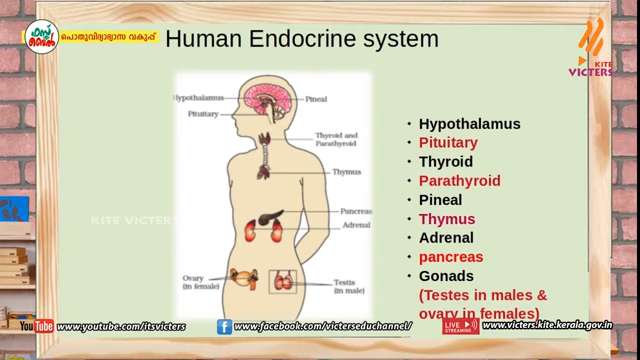 ഫസ്റ്റ് ബെൽ
പൊതുവിദ്യാഭ്യാസ വകുപ്പ്
Human Endocrine system
KITE
VICTERS
Hypothalamus
Pineal
Pituitary
Thyroid and
Parathyroid
Thymus
Pancreas
Adrenal
Ovary
(in female)
Testis
(in male)
• Hypothalamus
• Pituitary
• Thyroid
• Parathyroid
• Pineal
• Thymus
• Adrenal
• pancreas
• Gonads
(Testes in males &
ovary in females)
KITE VICTERS
YouTube www.youtube.com/itsvicters
f www.facebook.com/victerseduchannel/
LIVE STREAMING www.victers.kite.kerala.gov.in